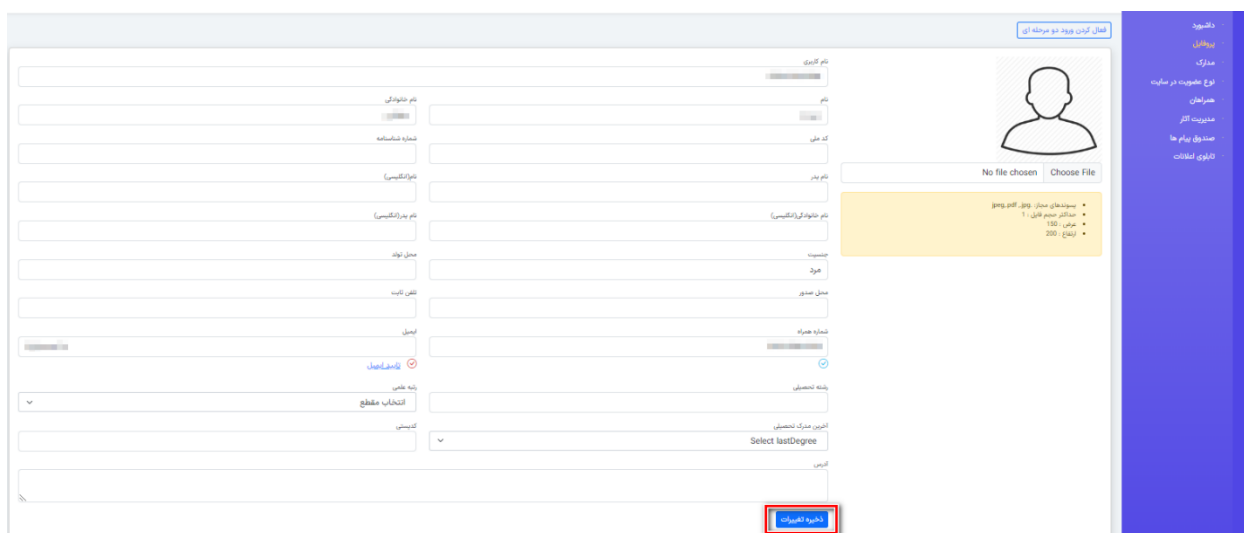 داشبورد
پروفایل
مدارک
نوع عضویت در سایت
همراهان
مدیریت آثار
صندوق پیام ها
تابلوی اعلانات
فعال کردن ورود دو مرحله ای
No file chosen Choose File
پسوندهای مجاز: .jpeg,.pdf ,.jpg
حداکثر حجم فایل : 1
عرض : 150
ارتفاع : 200
نام کاربری
نام
نام خانوادگی
کد ملی
شماره شناسنامه
نام پدر
نام(انگلیسی)
نام خانوادگی(انگلیسی)
نام پدر(انگلیسی)
جنسیت
مرد
محل تولد
محل صدور
تلفن ثابت
شماره همراه
ایمیل
تایید ایمیل
رشته تحصیلی
رتبه علمی
انتخاب مقطع
آخرین مدرک تحصیلی
Select lastDegree
کدپستی
آدرس
ذخیره تغییرات